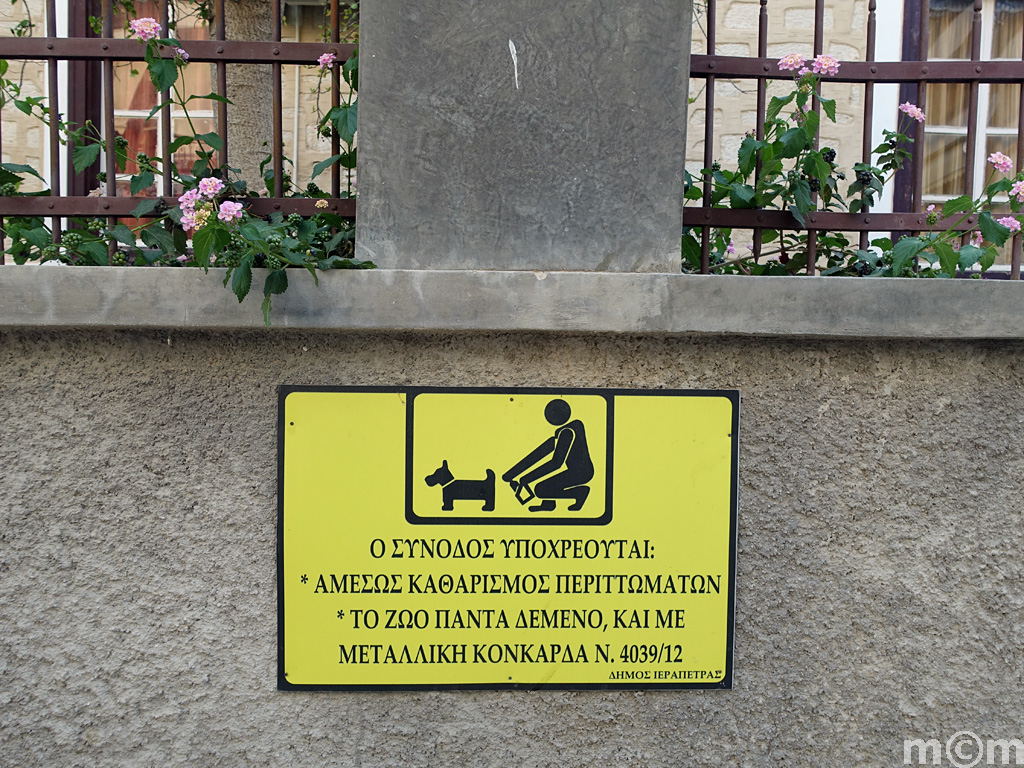 Ο ΣΥΝΟΔΟΣ ΥΠΟΧΡΕΟΥΤΑΙ:
* ΑΜΕΣΩΣ ΚΑΘΑΡΙΣΜΟΣ ΠΕΡΙΤΤΩΜΑΤΩΝ
* ΤΟ ΖΩΟ ΠΑΝΤΑ ΔΕΜΕΝΟ, ΚΑΙ ΜΕ
ΜΕΤΑΛΛΙΚΗ ΚΟΝΚΑΡΔΑ Ν. 4039/12
ΔΗΜΟΣ ΙΕΡΑΠΕΤΡΑΣ
m©m